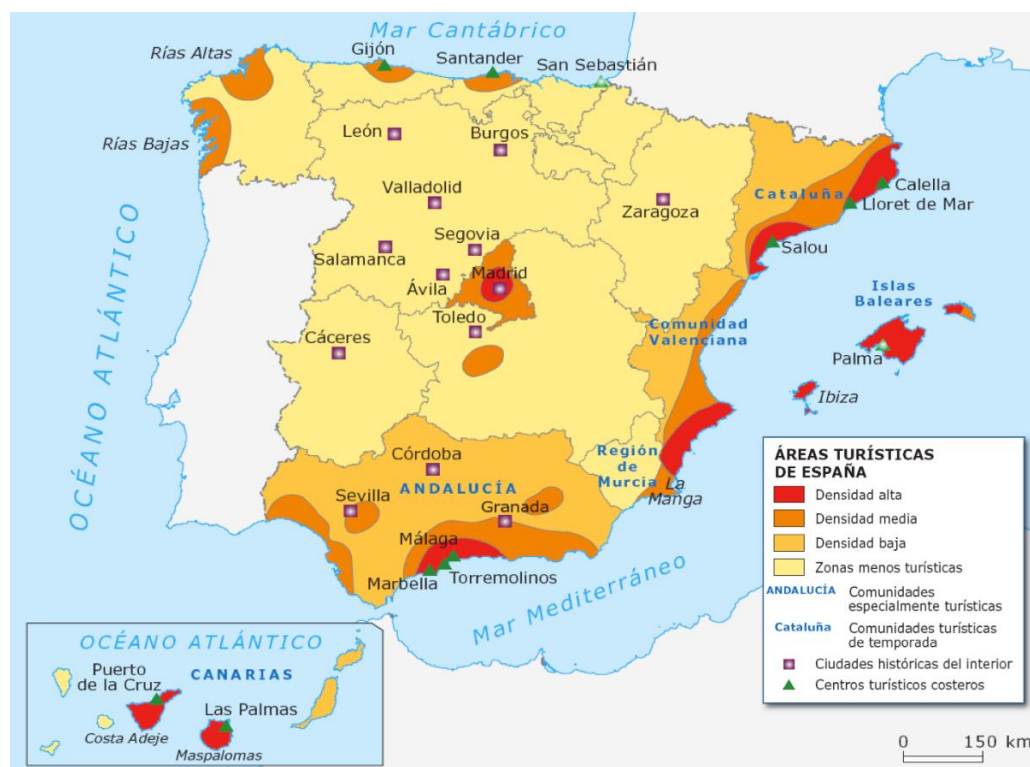 Mar Cantábrico
Rías Altas
Gijón
Santander
San Sebastián
Rías Bajas
León
Burgos
Valladolid
Zaragoza
Cataluña
Calella
Lloret de Mar
Salou
Segovia
Salamanca
Ávila
Madrid
Toledo
Cáceres
Islas
Baleares
Comunidad
Valenciana
Palma
Ibiza
OCÉANO ATLÁNTICO
Córdoba
ANDALUCÍA
Región
de
Murcia
La
Manga
Sevilla
Granada
Málaga
Marbella
Torremolinos
Mar Mediterráneo
ÁREAS TURÍSTICAS
DE ESPAÑA
Densidad alta
Densidad media
Densidad baja
Zonas menos turísticas
ANDALUCÍA Comunidades
especialmente turísticas
Cataluña Comunidades turísticas
de temporada
Ciudades históricas del interior
Centros turísticos costeros
OCÉANO ATLÁNTICO
CANARIAS
Puerto
de la Cruz
Las Palmas
Costa Adeje
Maspalomas
0 150 km